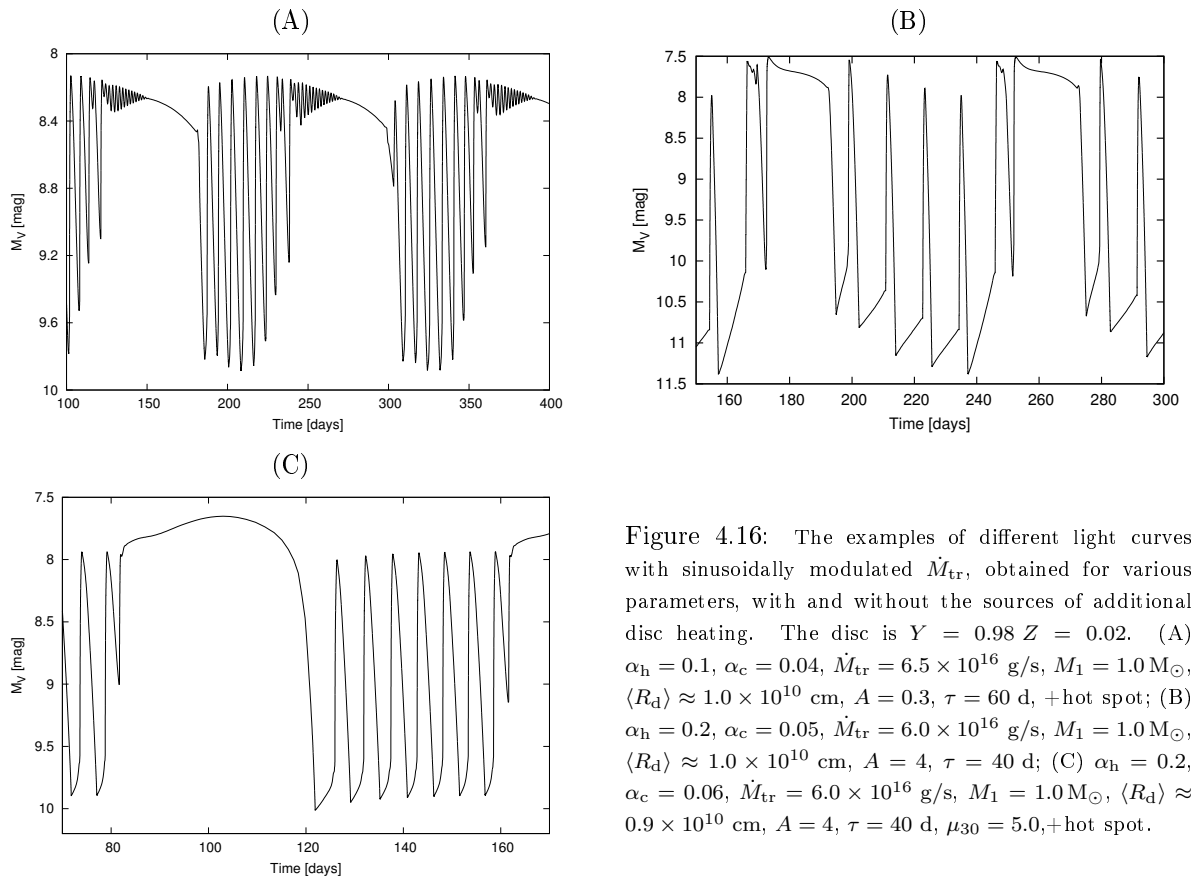 (A)
8
8.4
8.8
9.2
9.6
10
M_V [mag]
100 150 200 250 300 350 400
Time [days]
(B)
7.5
8
8.5
9
9.5
10
10.5
11
11.5
M_V [mag]
160 180 200 220 240 260 280 300
Time [days]
(C)
7.5
8
8.5
9
9.5
10
M_V [mag]
80 100 120 140 160
Time [days]
Figure 4.16: The examples of different light curves
with sinusoidally modulated Ṁ_tr, obtained for various
parameters, with and without the sources of additional
disc heating. The disc is Y = 0.98 Z = 0.02. (A)
α_h = 0.1, α_c = 0.04, Ṁ_tr = 6.5 × 10^16 g/s, M_1 = 1.0 M_⊙,
⟨R_d⟩ ≈ 1.0 × 10^10 cm, A = 0.3, τ = 60 d, +hot spot; (B)
α_h = 0.2, α_c = 0.05, Ṁ_tr = 6.0 × 10^16 g/s, M_1 = 1.0 M_⊙,
⟨R_d⟩ ≈ 1.0 × 10^10 cm, A = 4, τ = 40 d; (C) α_h = 0.2,
α_c = 0.06, Ṁ_tr = 6.0 × 10^16 g/s, M_1 = 1.0 M_⊙, ⟨R_d⟩ ≈
0.9 × 10^10 cm, A = 4, τ = 40 d, μ_30 = 5.0,+hot spot.